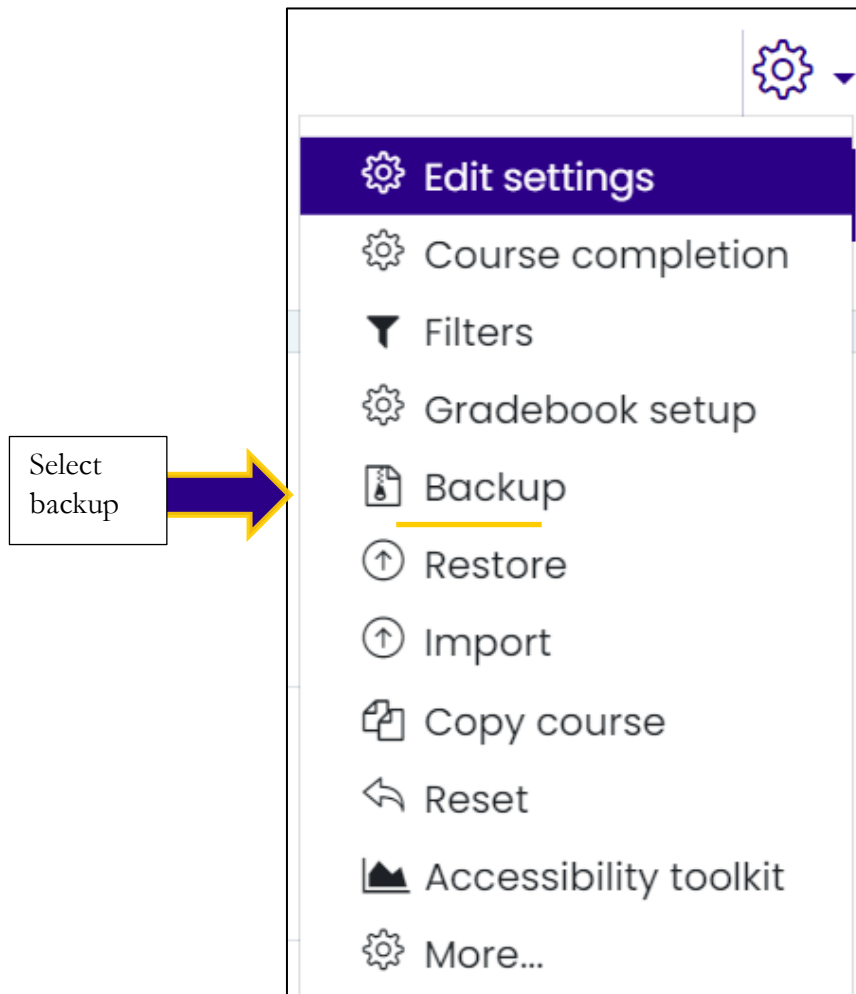 Edit settings
Course completion
Filters
Gradebook setup
Select
backup
Backup
Restore
Import
Copy course
Reset
Accessibility toolkit
More...